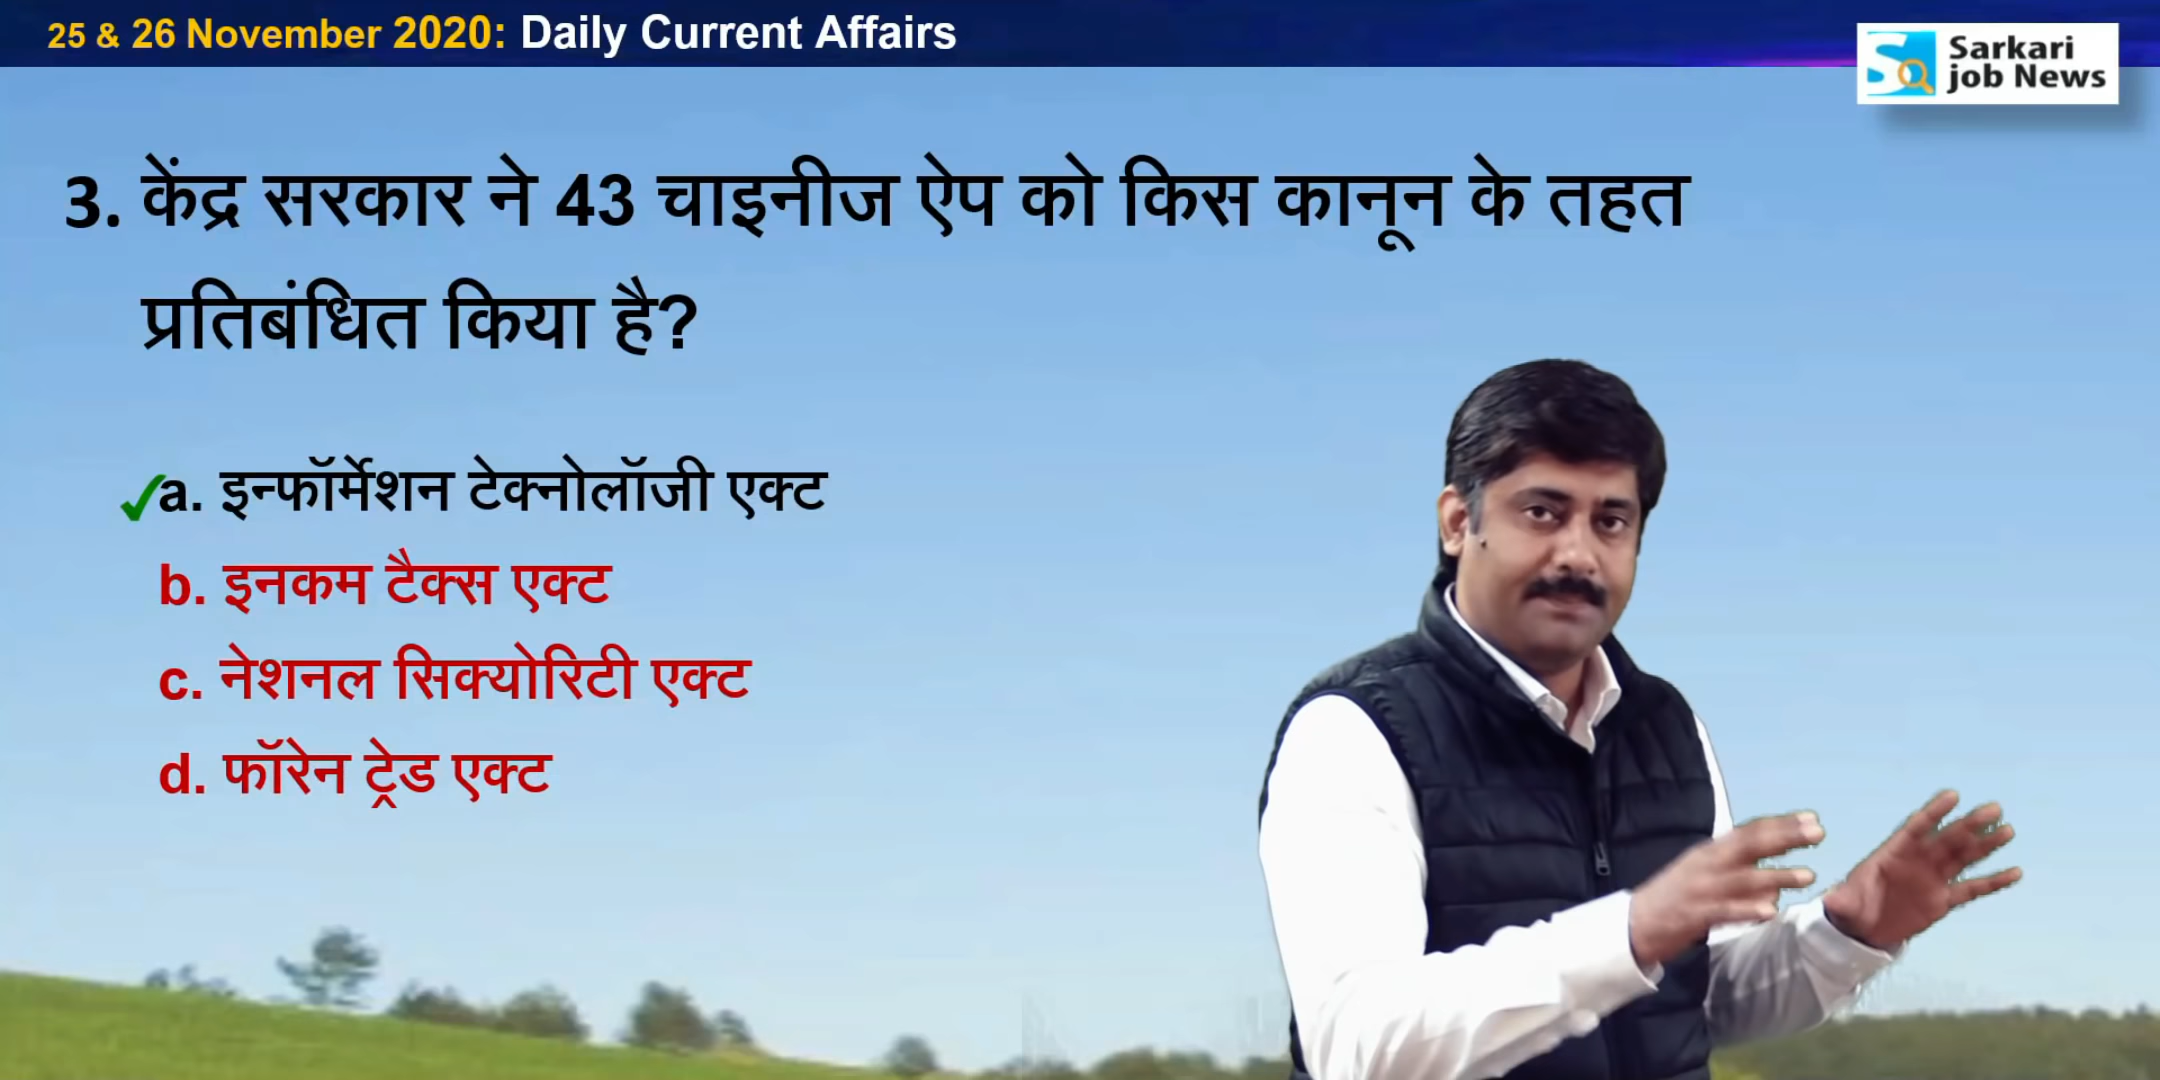 25 & 26 November 2020: Daily Current Affairs
Sarkari
job News
3. केंद्र सरकार ने 43 चाइनीज ऐप को किस कानून के तहत
प्रतिबंधित किया है?
✓a. इन्फॉर्मेशन टेक्नोलॉजी एक्ट
b. इनकम टैक्स एक्ट
c. नेशनल सिक्योरिटी एक्ट
d. फॉरेन ट्रेड एक्ट